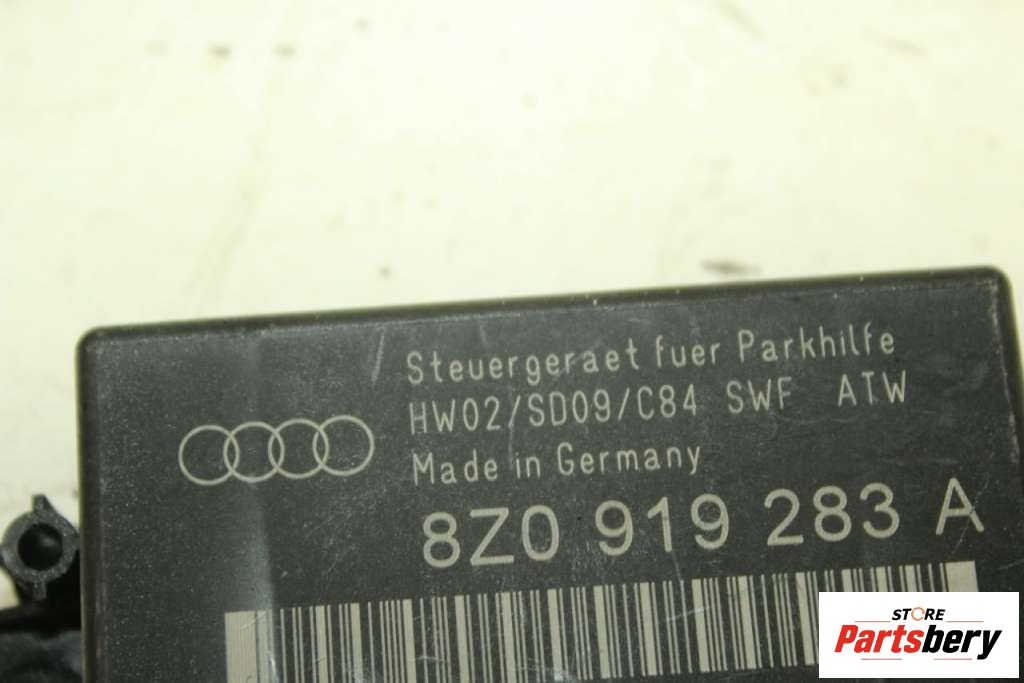 Steuergeraet fuer Parkhilfe
HW02/SD09/C84 SWF ATW
Made in Germany
8Z0 919 283 A
STORE
Partsbery